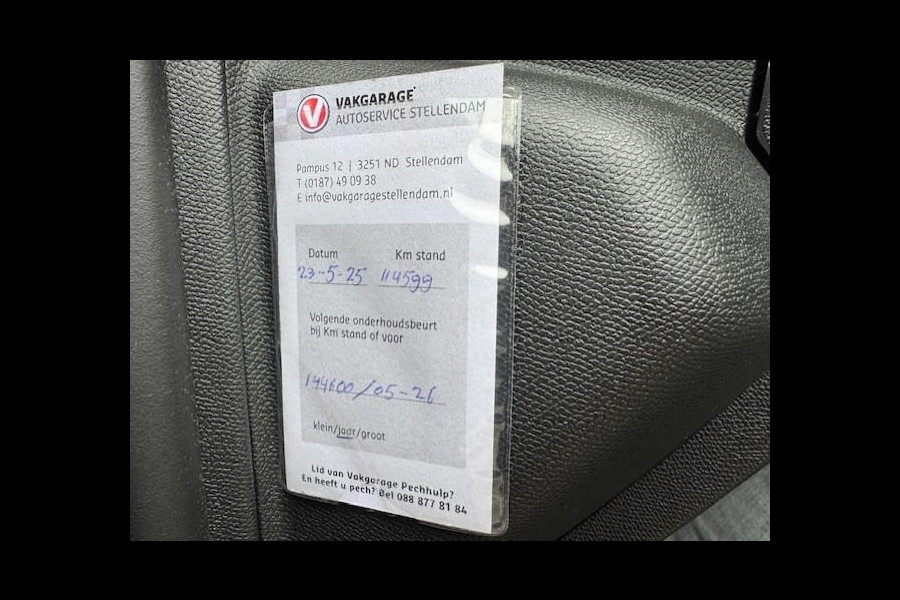 VAKGARAGE
AUTOSERVICE STELLENDAM
Pampus 12 | 3251 ND Stellendam
T (0187) 49 09 38
E info@vakgaragestellendam.nl
Datum Km stand
23-5-25 114599
Volgende onderhoudsbeurt
bij Km stand of voor
144600/05-26
klein/jaar/groot
Lid van Vakgarage Pechhulp?
En heeft u pech? Bel 088 877 81 84